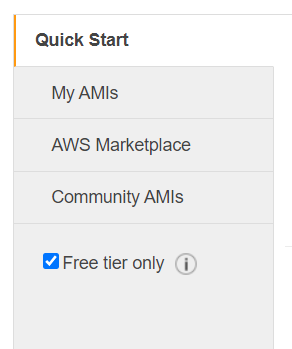 Quick Start
My AMIs
AWS Marketplace
Community AMIs
Free tier only i